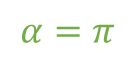 α = π